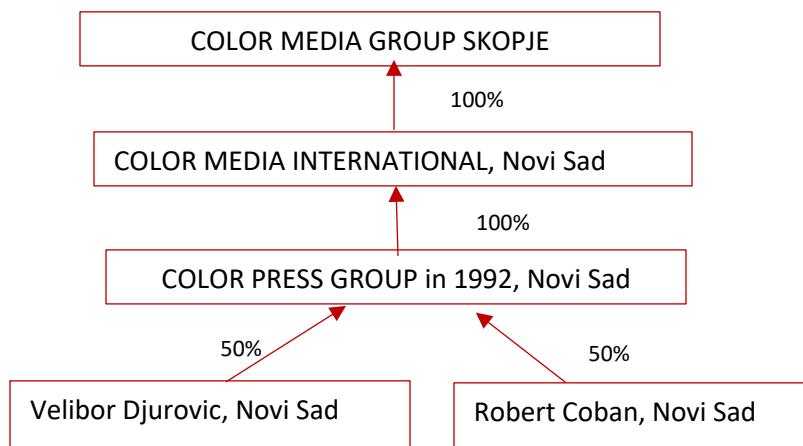 COLOR MEDIA GROUP SKOPJE
100%
COLOR MEDIA INTERNATIONAL, Novi Sad
100%
COLOR PRESS GROUP in 1992, Novi Sad
50%
50%
Velibor Djurovic, Novi Sad
Robert Coban, Novi Sad